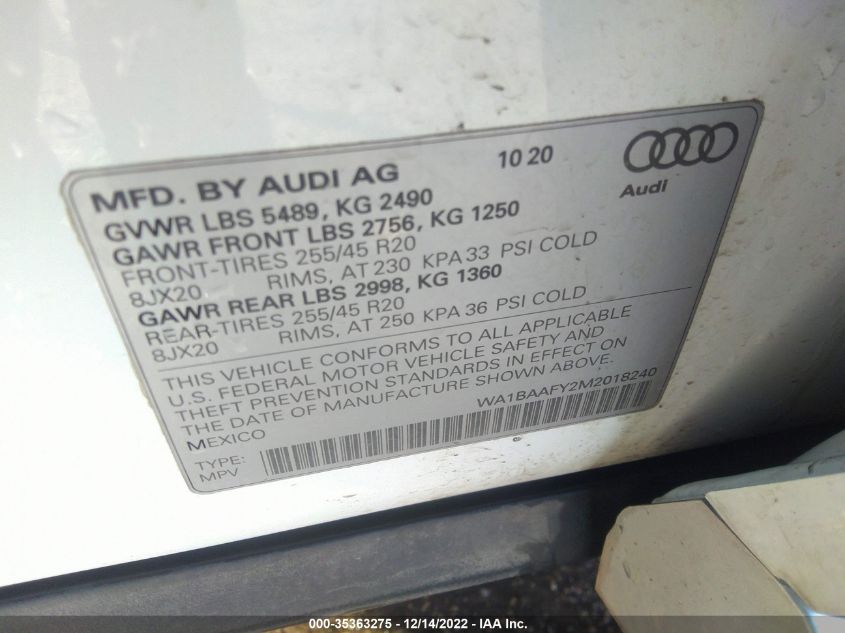 MFD. BY AUDI AG 10 20
Audi
GVWR LBS 5489, KG 2490
GAWR FRONT LBS 2756, KG 1250
FRONT-TIRES 255/45 R20
8JX20 RIMS, AT 230 KPA 33 PSI COLD
GAWR REAR LBS 2998, KG 1360
REAR-TIRES 255/45 R20
8JX20 RIMS, AT 250 KPA 36 PSI COLD
THIS VEHICLE CONFORMS TO ALL APPLICABLE
U.S. FEDERAL MOTOR VEHICLE SAFETY AND
THEFT PREVENTION STANDARDS IN EFFECT ON
THE DATE OF MANUFACTURE SHOWN ABOVE.
MEXICO WA1BAAFY2M2018240
TYPE:
MPV
000-35363275 - 12/14/2022 - IAA Inc.